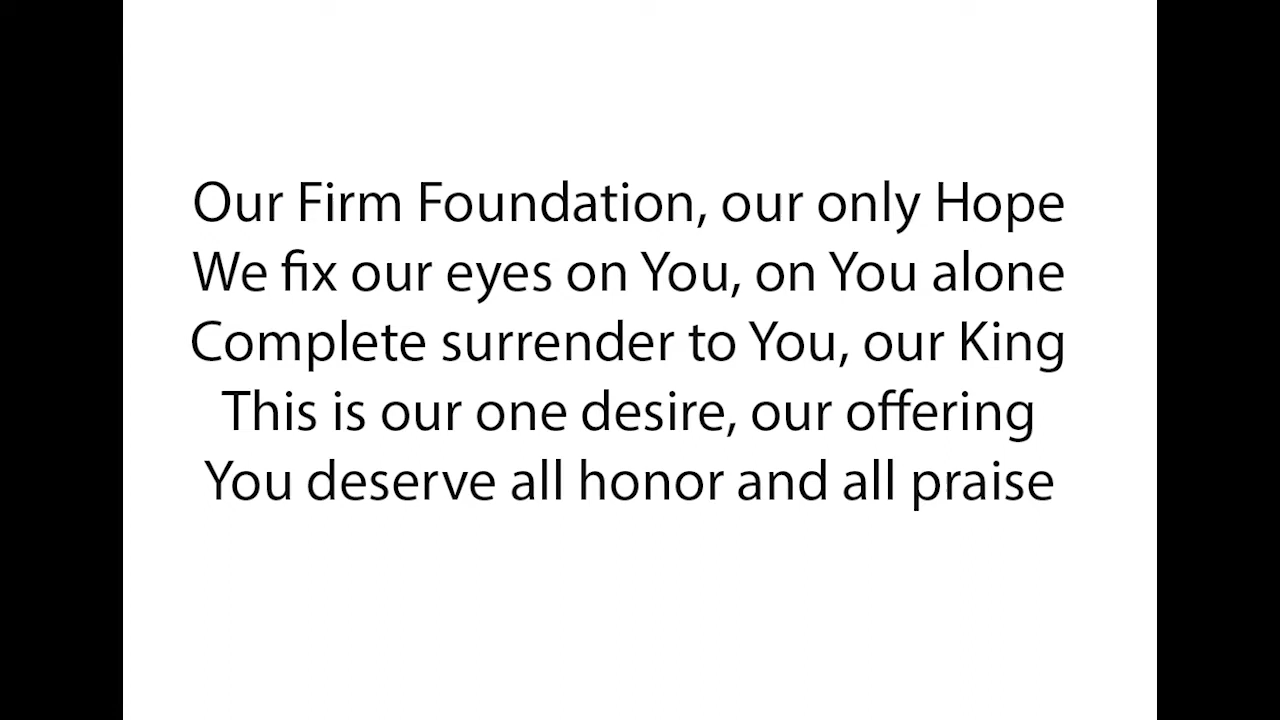 Our Firm Foundation, our only Hope
We fix our eyes on You, on You alone
Complete surrender to You, our King
This is our one desire, our offering
You deserve all honor and all praise